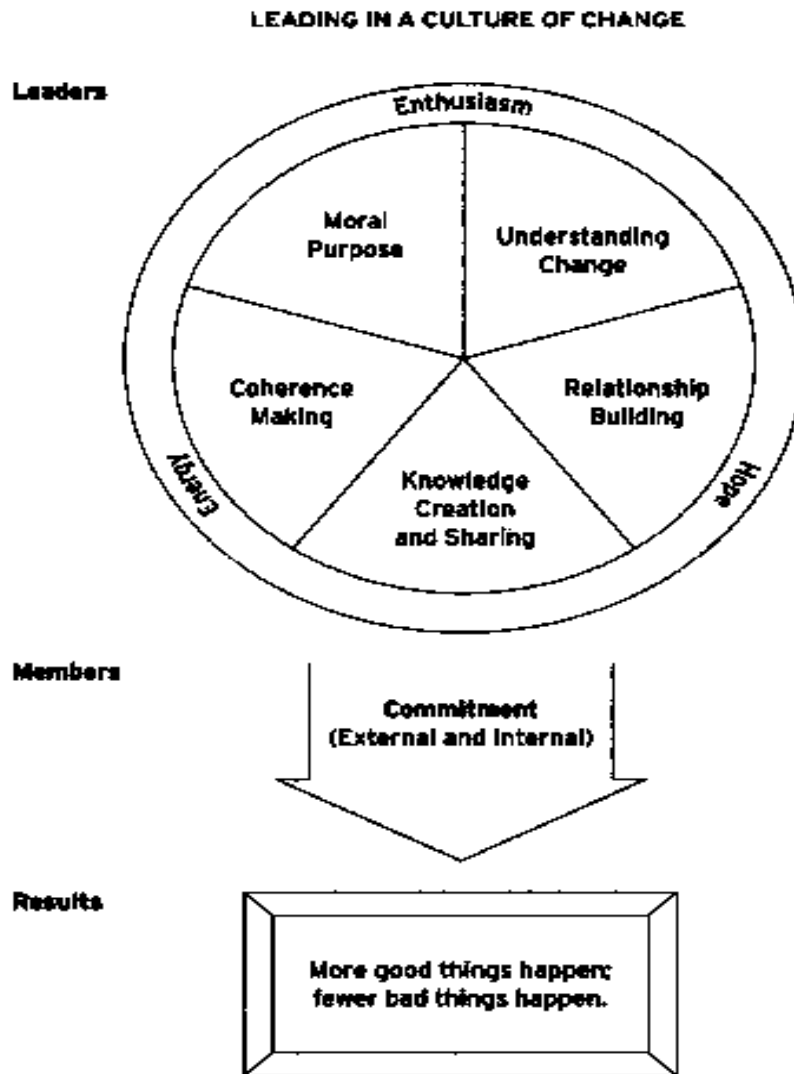 LEADING IN A CULTURE OF CHANGE
Leaders
Enthusiasm
Moral
Purpose
Understanding
Change
Coherence
Making
Relationship
Building
Energy
Hope
Knowledge
Creation
and Sharing
Members
Commitment
(External and Internal)
Results
More good things happen;
fewer bad things happen.